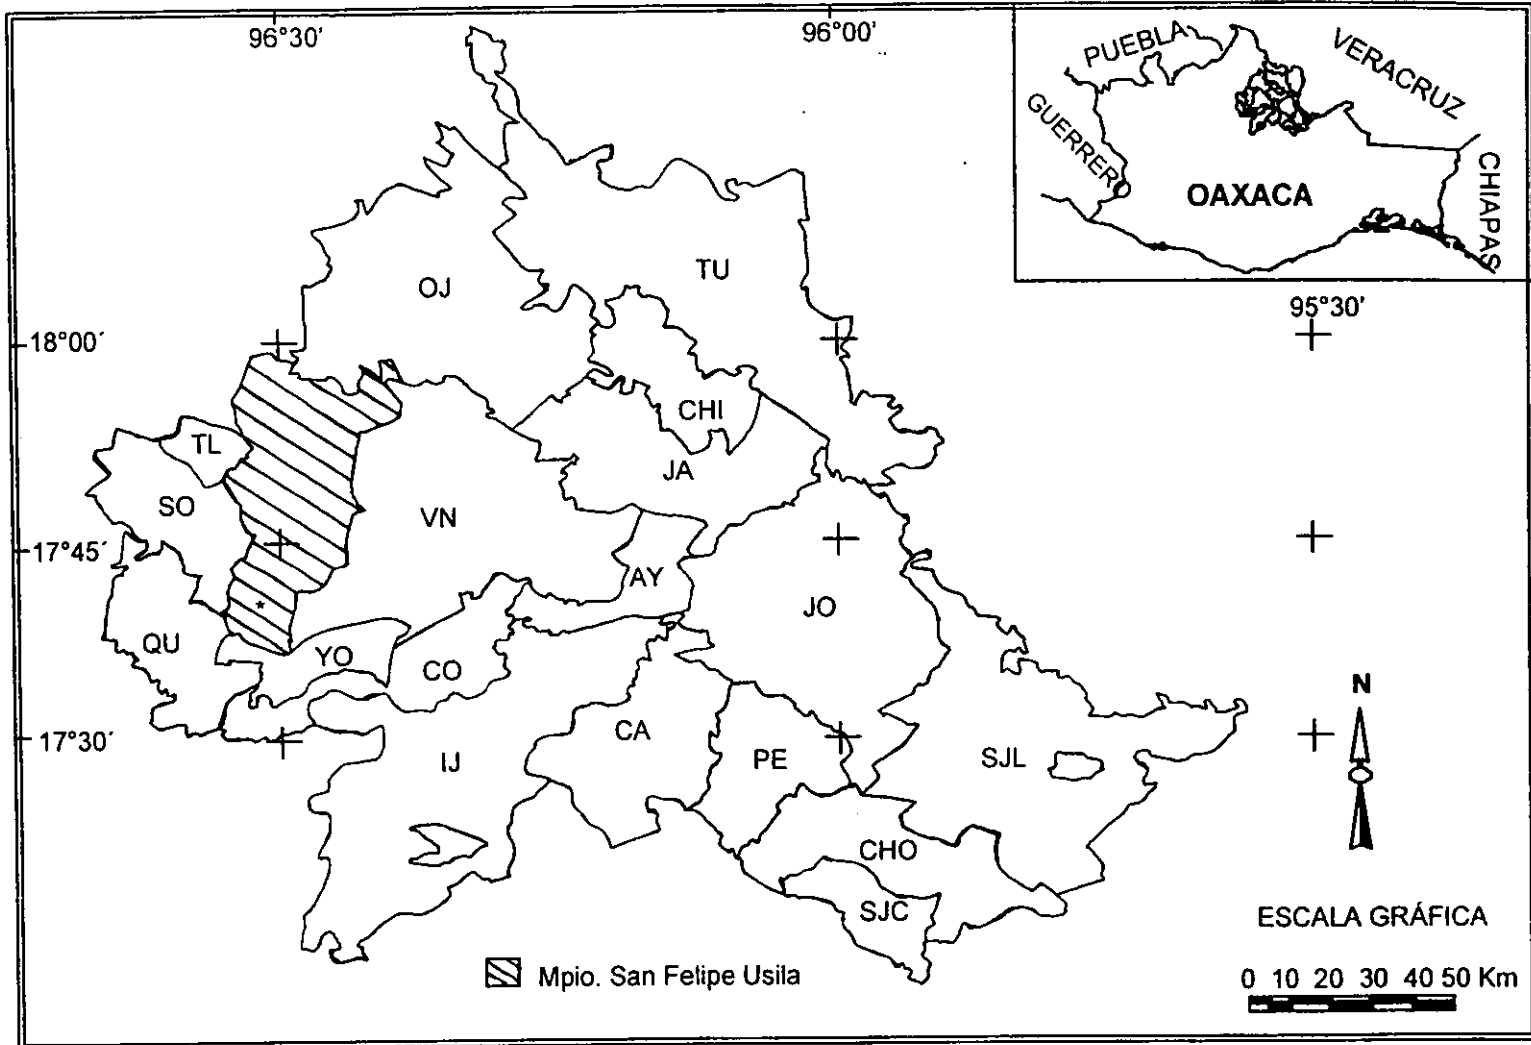 96°30´
96°00´
PUEBLA
VERACRUZ
GUERRERO
CHIAPAS
OAXACA
95°30´
TU
OJ
18°00´
CHI
TL
JA
SO
VN
17°45´
AY
JO
QU
YO
CO
N
17°30´
CA
IJ
PE
SJL
CHO
SJC
ESCALA GRÁFICA
Mpio. San Felipe Usila
0 10 20 30 40 50 Km